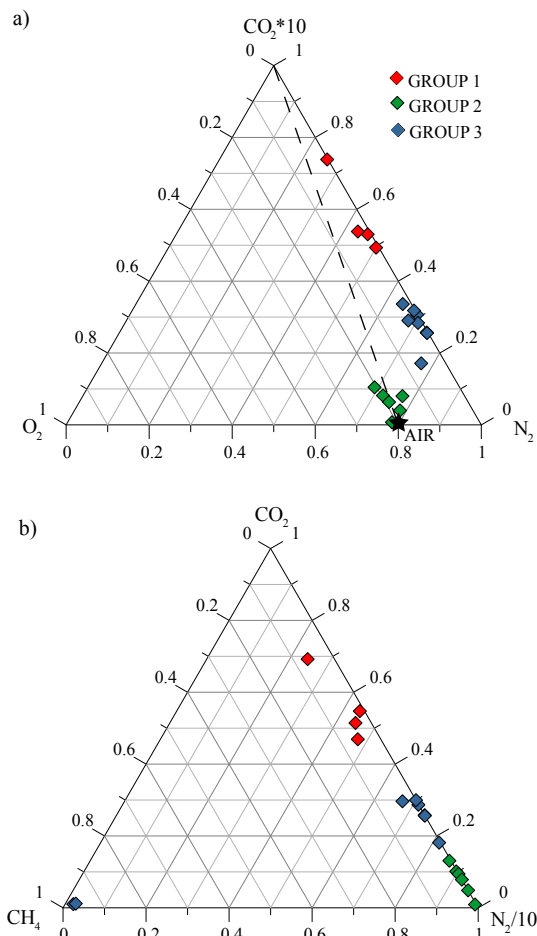 a)
CO2*10
0 1
GROUP 1
GROUP 2
GROUP 3
0.2 0.8
0.4 0.6
0.6 0.4
0.8 0.2
1 0
O2 N2
AIR
0 0.2 0.4 0.6 0.8 1
b)
CO2
0 1
0.2 0.8
0.4 0.6
0.6 0.4
0.8 0.2
1 0
CH4 N2/10
0 0.2 0.4 0.6 0.8 1